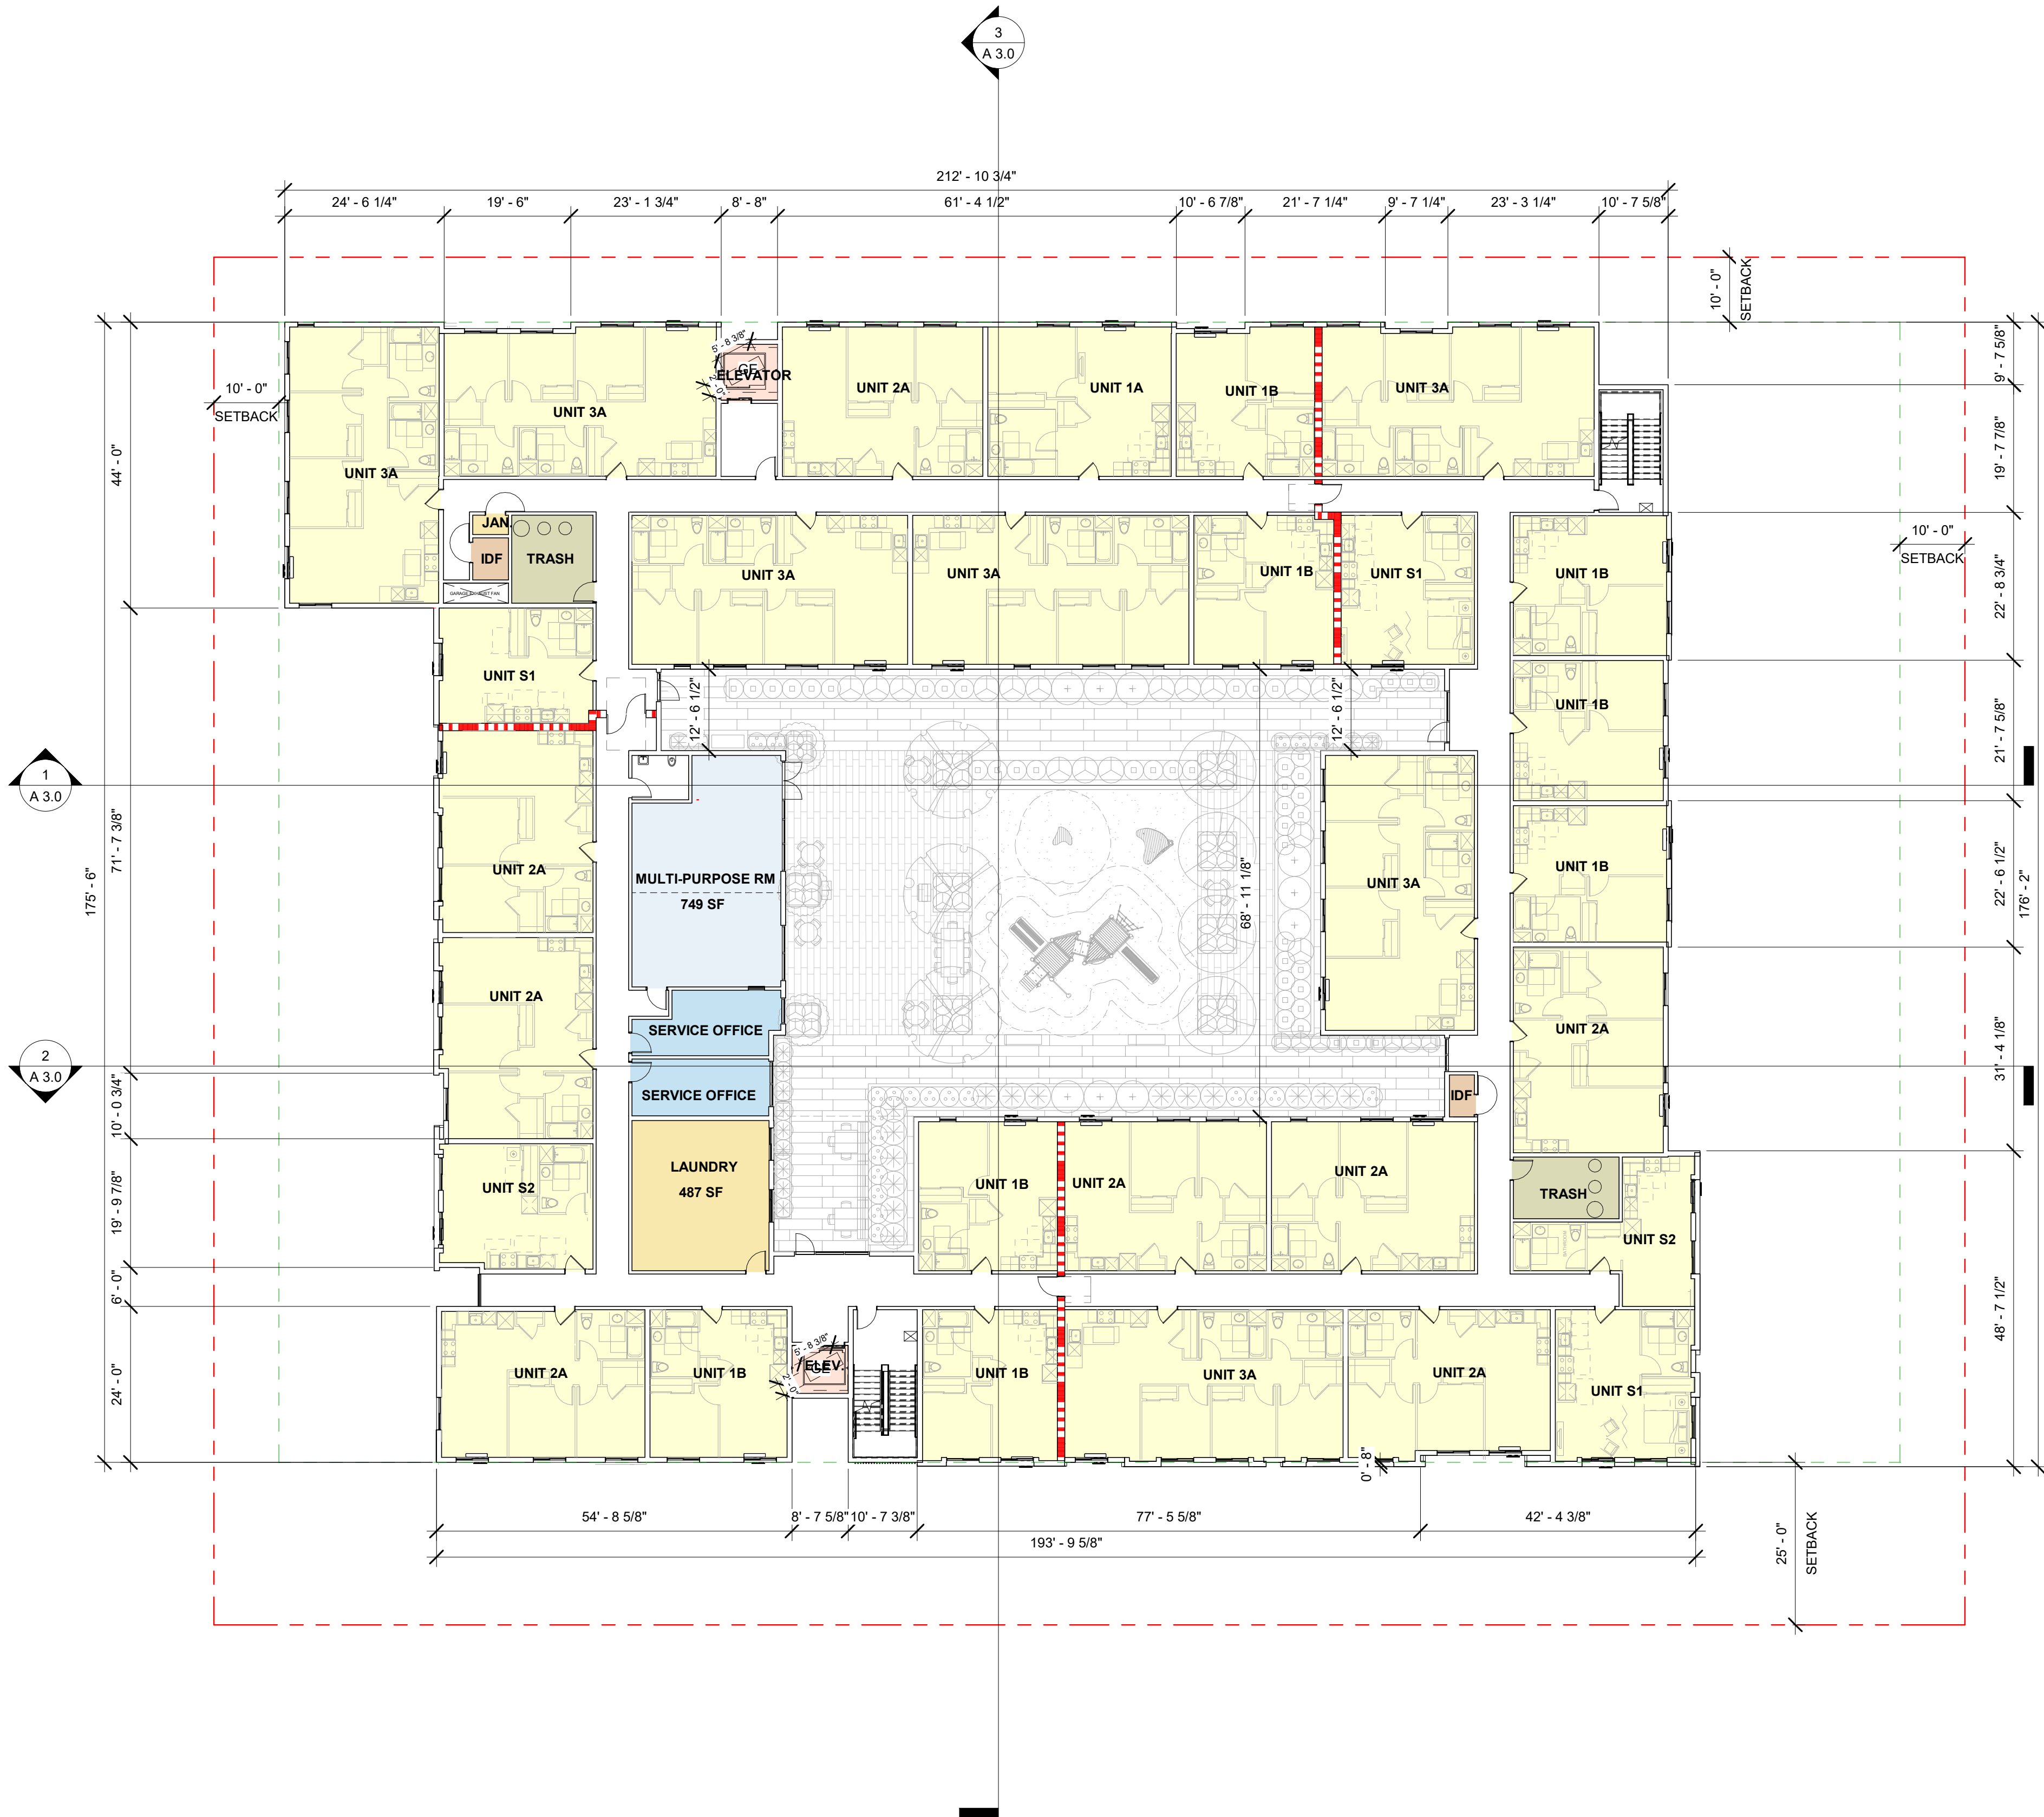 3
A 3.0
212' - 10 3/4"
24' - 6 1/4"
19' - 6"
23' - 1 3/4"
8' - 8"
61' - 4 1/2"
10' - 6 7/8"
21' - 7 1/4"
9' - 7 1/4"
23' - 3 1/4"
10' - 7 5/8"
10' - 0"
SETBACK
10' - 0"
SETBACK
10' - 0"
SETBACK
175' - 6"
44' - 0"
71' - 7 3/8"
10' - 0 3/4"
19' - 9 7/8"
6' - 0"
24' - 0"
9' - 7 5/8"
19' - 7 7/8"
22' - 8 3/4"
21' - 7 5/8"
22' - 6 1/2"
176' - 2"
31' - 4 1/8"
48' - 7 1/2"
5' - 8 3/8"
ELEVATOR
UNIT 3A
UNIT 3A
UNIT 2A
UNIT 1A
UNIT 1B
UNIT 3A
JAN.
IDF
TRASH
UNIT 3A
UNIT 3A
UNIT 1B
UNIT S1
UNIT 1B
UNIT S1
12' - 6 1/2"
12' - 6 1/2"
UNIT 1B
1
A 3.0
UNIT 2A
MULTI-PURPOSE RM
749 SF
68' - 11 1/8"
UNIT 3A
UNIT 1B
UNIT 2A
SERVICE OFFICE
UNIT 2A
2
A 3.0
SERVICE OFFICE
IDF
UNIT S2
LAUNDRY
487 SF
UNIT 1B
UNIT 2A
UNIT 2A
TRASH
UNIT S2
UNIT 2A
UNIT 1B
5' - 8 3/8"
ELEV.
2' - 0"
UNIT 1B
UNIT 3A
UNIT 2A
UNIT S1
0' - 8"
54' - 8 5/8"
8' - 7 5/8"
10' - 7 3/8"
77' - 5 5/8"
42' - 4 3/8"
193' - 9 5/8"
25' - 0"
SETBACK